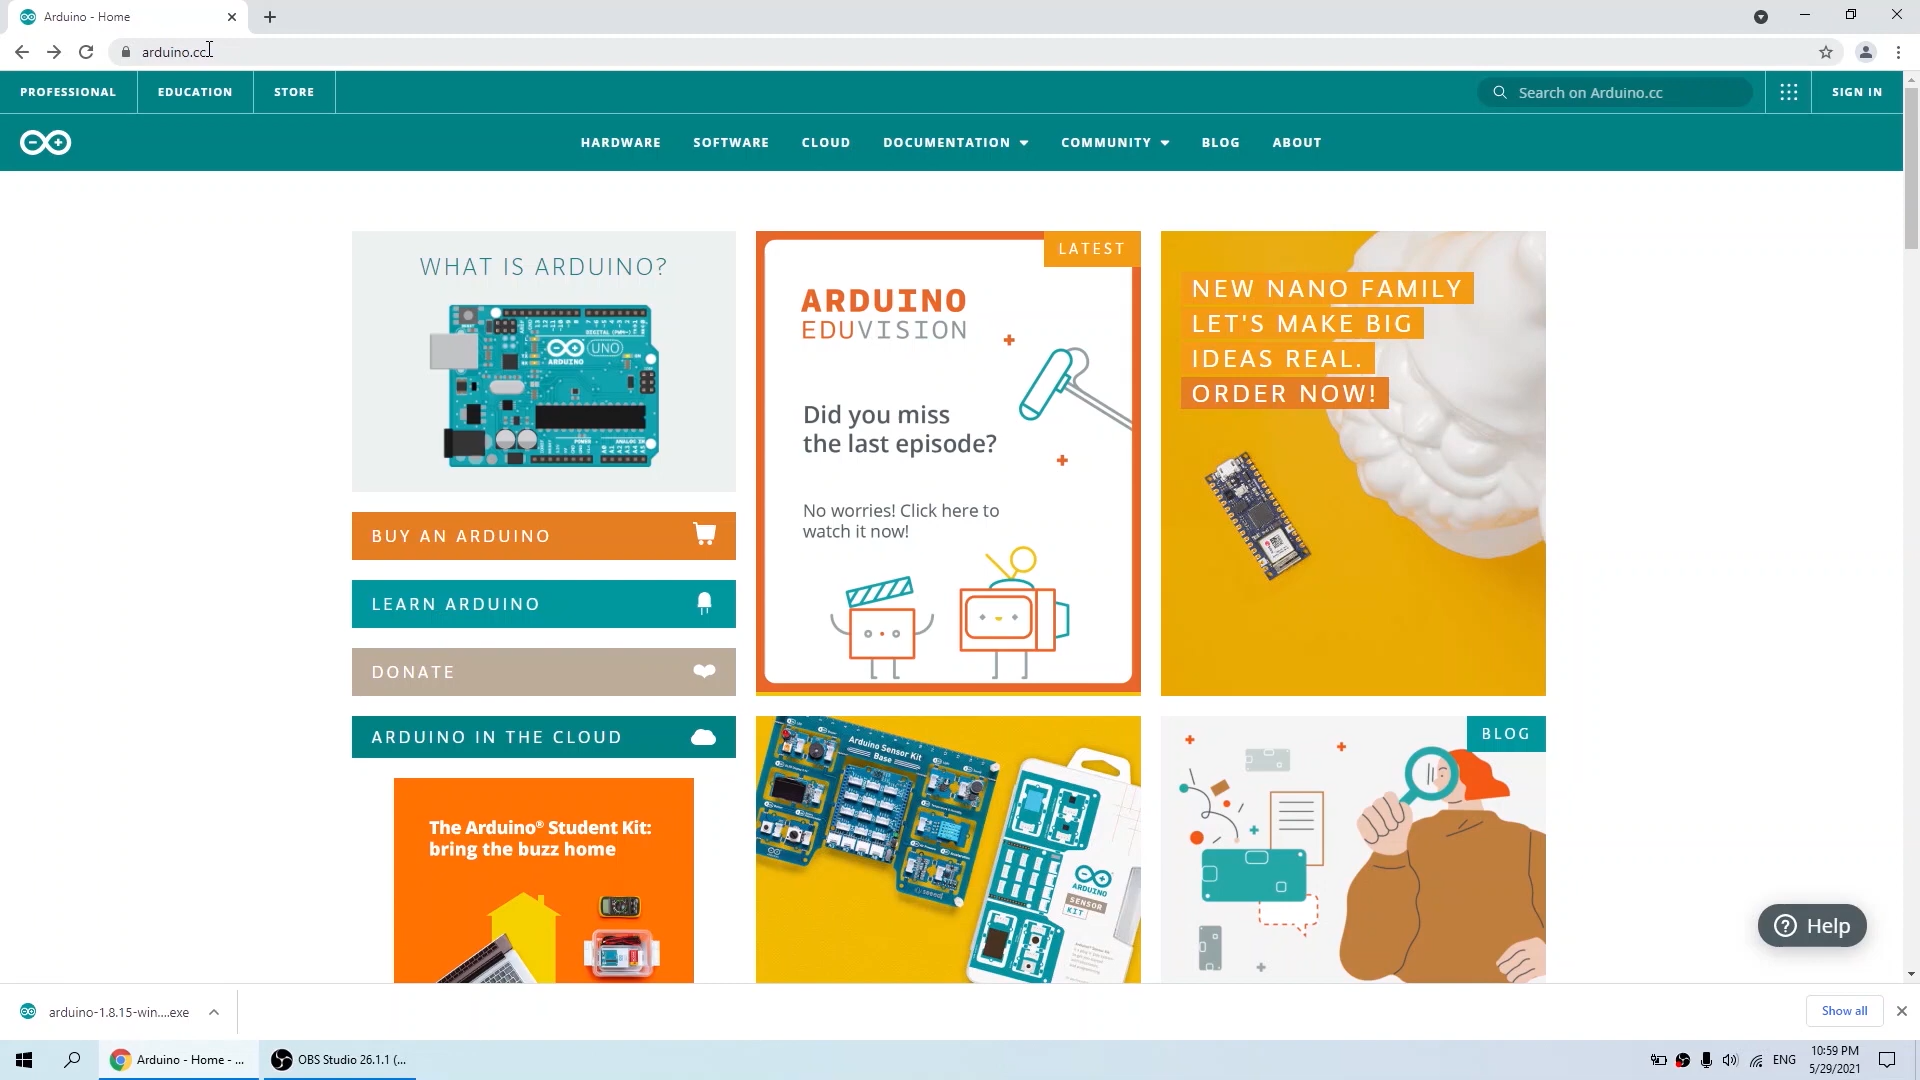 Arduino - Home
arduino.cc
PROFESSIONAL
EDUCATION
STORE
Search on Arduino.cc
SIGN IN
HARDWARE
SOFTWARE
CLOUD
DOCUMENTATION
COMMUNITY
BLOG
ABOUT
WHAT IS ARDUINO?
UNO
ARDUINO
BUY AN ARDUINO
LEARN ARDUINO
DONATE
ARDUINO IN THE CLOUD
The Arduino® Student Kit:
bring the buzz home
LATEST
ARDUINO
EDUVISION
Did you miss
the last episode?
No worries! Click here to
watch it now!
Arduino Sensor Kit
Base
ARDUINO
SENSOR
KIT
NEW NANO FAMILY
LET'S MAKE BIG
IDEAS REAL.
ORDER NOW!
BLOG
Help
arduino-1.8.15-win....exe
Show all
Arduino - Home - ...
OBS Studio 26.1.1 (...
ENG
10:59 PM
5/29/2021